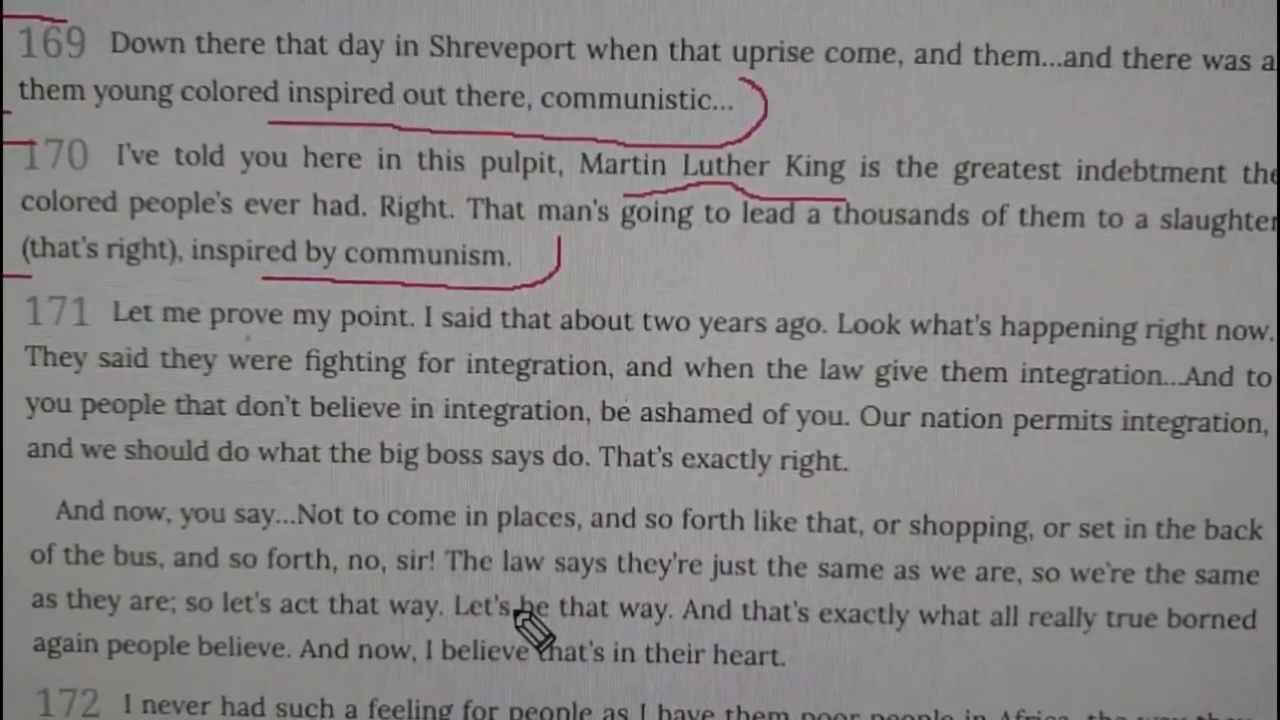 169 Down there that day in Shreveport when that uprise come, and them...and there was a
them young colored inspired out there, communistic...
170 I've told you here in this pulpit, Martin Luther King is the greatest indebtment the
colored people's ever had. Right. That man's going to lead a thousands of them to a slaughter
(that's right), inspired by communism.
171 Let me prove my point. I said that about two years ago. Look what's happening right now.
They said they were fighting for integration, and when the law give them integration...And to
you people that don't believe in integration, be ashamed of you. Our nation permits integration,
and we should do what the big boss says do. That's exactly right.
And now, you say...Not to come in places, and so forth like that, or shopping, or set in the back
of the bus, and so forth, no, sir! The law says they're just the same as we are, so we're the same
as they are; so let's act that way. Let's be that way. And that's exactly what all really true borned
again people believe. And now, I believe that's in their heart.
172 I never had such a feeling for people as I have them poor people in Africa, the way they